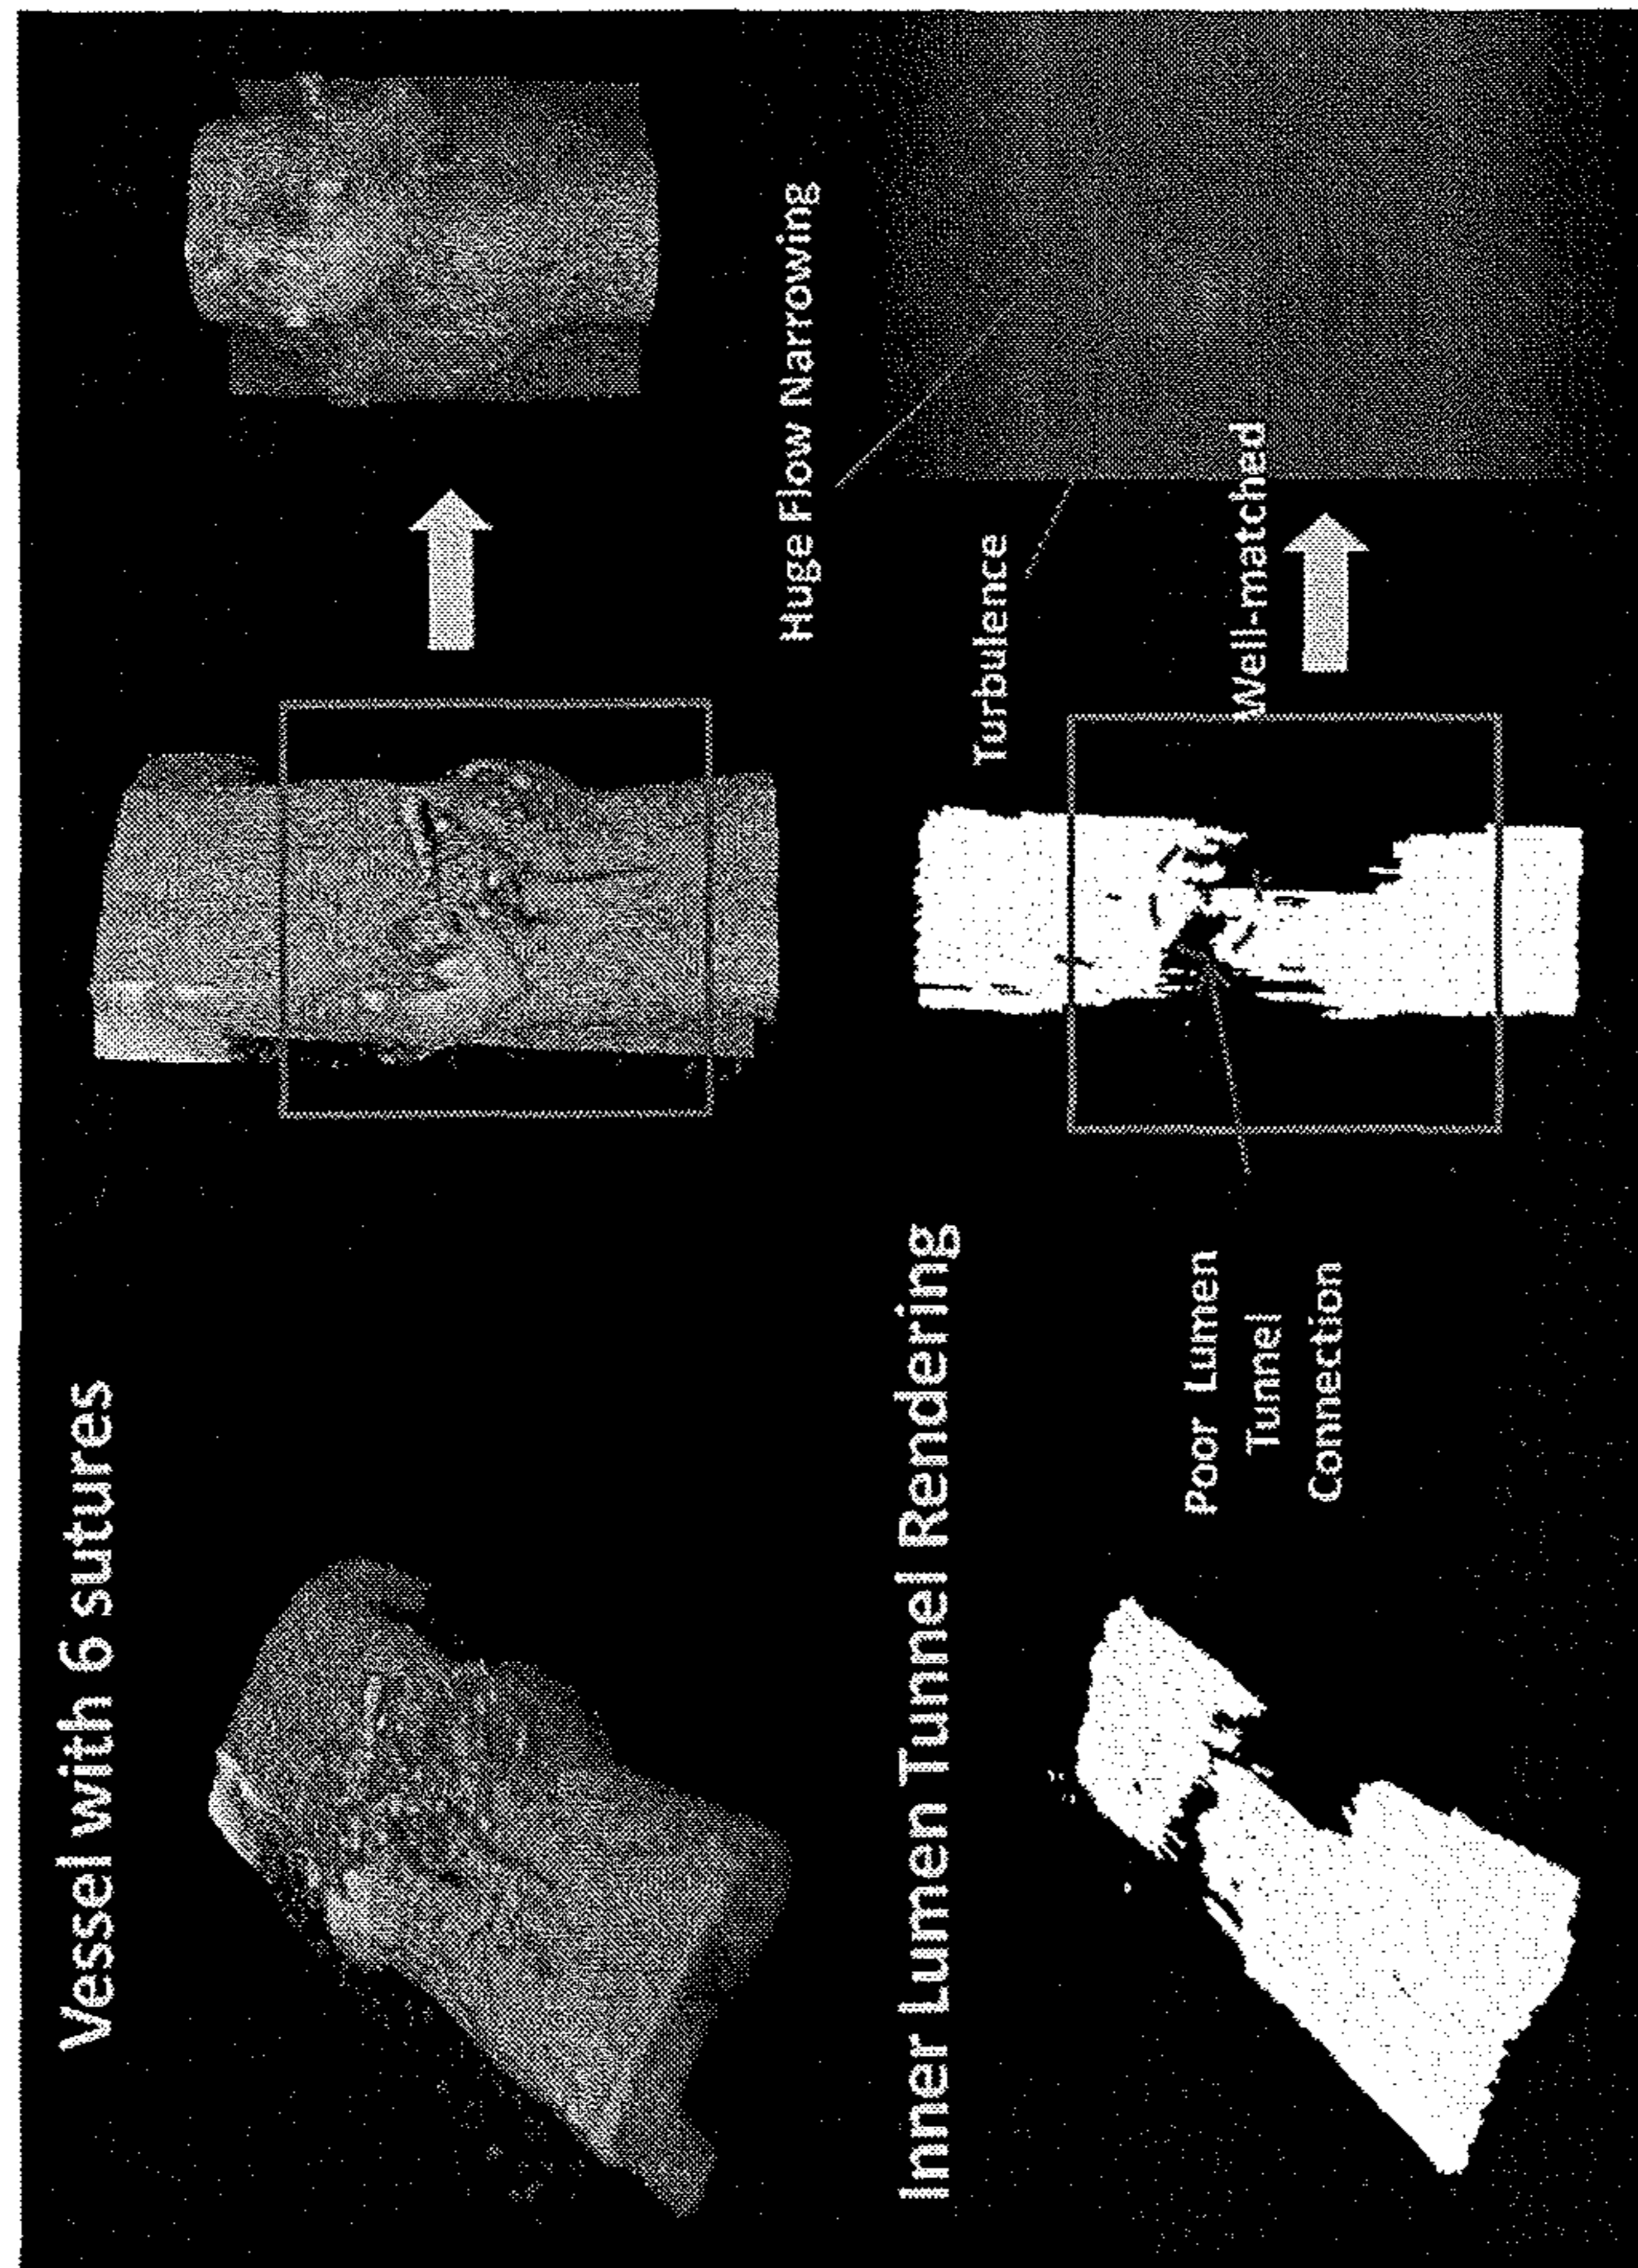 Vessel with 6 sutures
Huge Flow Narrowing
Turbulence
Well-matched
Inner Lumen Tunnel Rendering
Poor Lumen
Tunnel
Connection